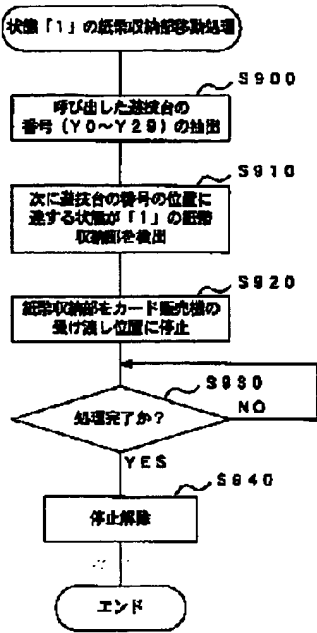 状態「1」の紙幣収納部移動処理
S900
呼び出した遊技台の
番号(Y0~Y29)の抽出
S910
次に遊技台の番号の位置に
達する状態が「1」の紙幣
収納部を検出
S920
紙幣収納部をカード販売機の
受け渡し位置に停止
S930
処理完了か?
NO
YES
S940
停止解除
エンド